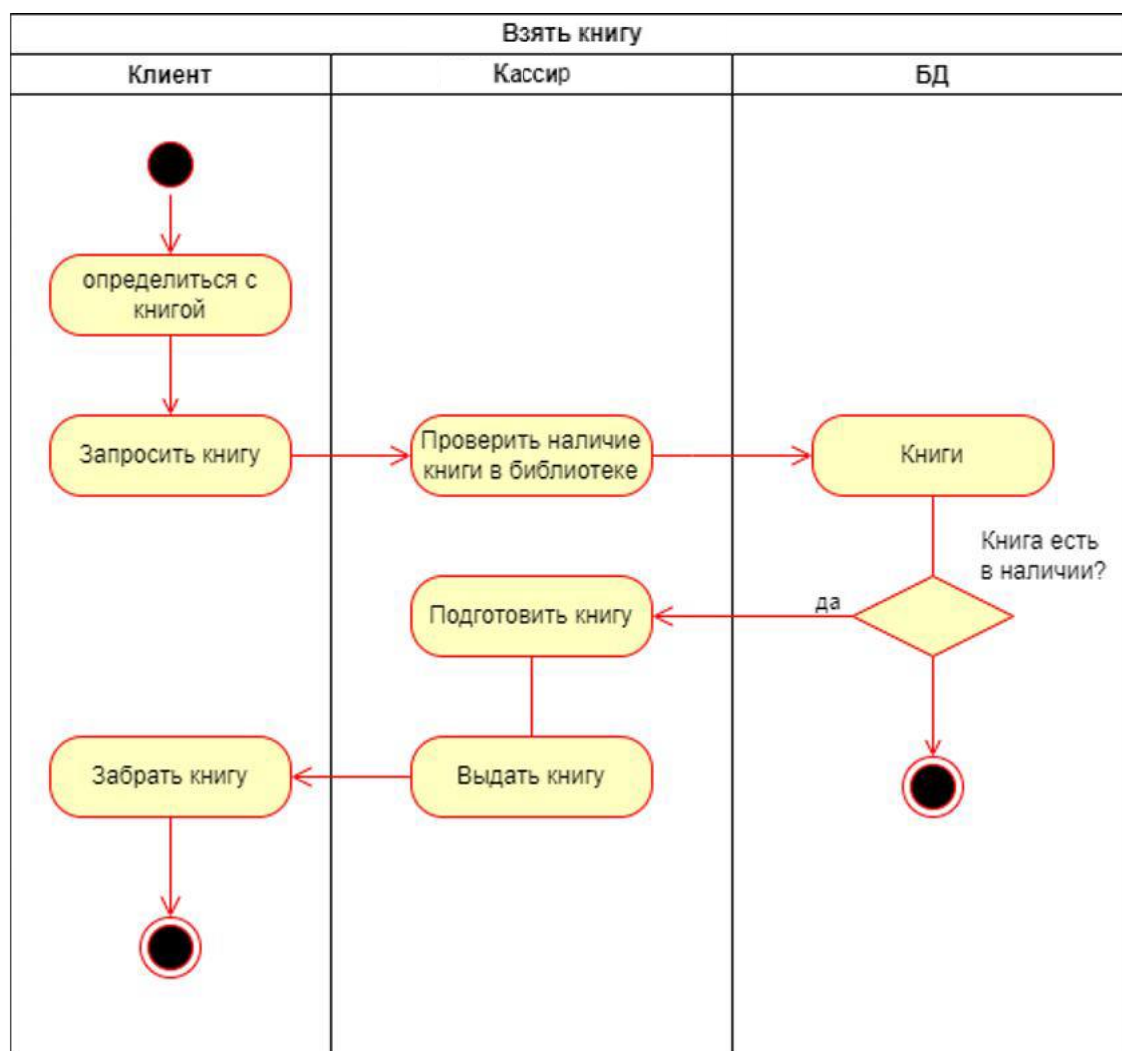 Взять книгу
Клиент
Кассир
БД
определиться с
книгой
Запросить книгу
Проверить наличие
книги в библиотеке
Книги
Книга есть
в наличии?
да
Подготовить книгу
Забрать книгу
Выдать книгу